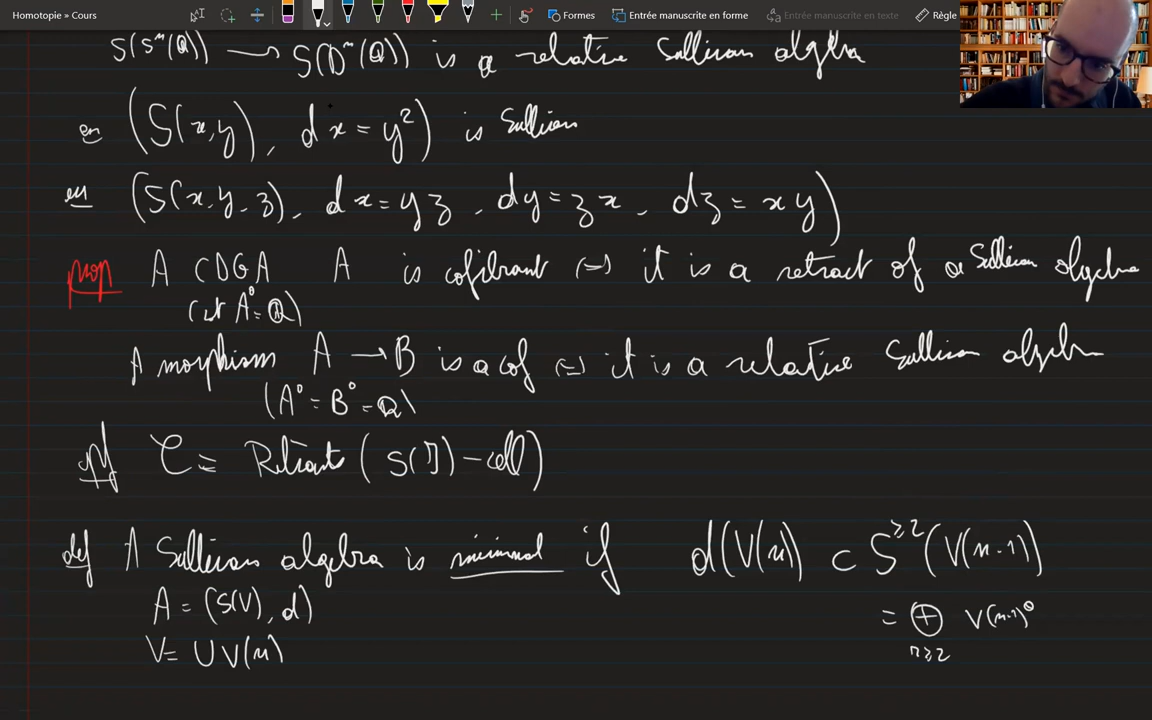 Homotopie > Cours
Formes
Entrée manuscrite en forme
Entrée manuscrite en texte
Règle
S(Sⁿ(Q)) → S(Dⁿ(Q)) is a relative Sullivan algebra
ex (S(x,y), dx = y²) is Sullivan
ex (S(x,y,z), dx = yz, dy = zx, dz = xy)
prop A CDGA A is cofibrant (=) it is a retract of a Sullivan algebra
(st A⁰ = Q)
A morphism A → B is a cof (=) it is a relative Sullivan algebra
(A⁰ = B⁰ = Q)
pf C = Retracts (S(I)-cell)
def A Sullivan algebra is minimal if d(V(n)) ⊂ S≥²(V(n-1))
A = (S(V), d)
= ⊕ V(n-1)
n≥2
V = ∪ V(n)